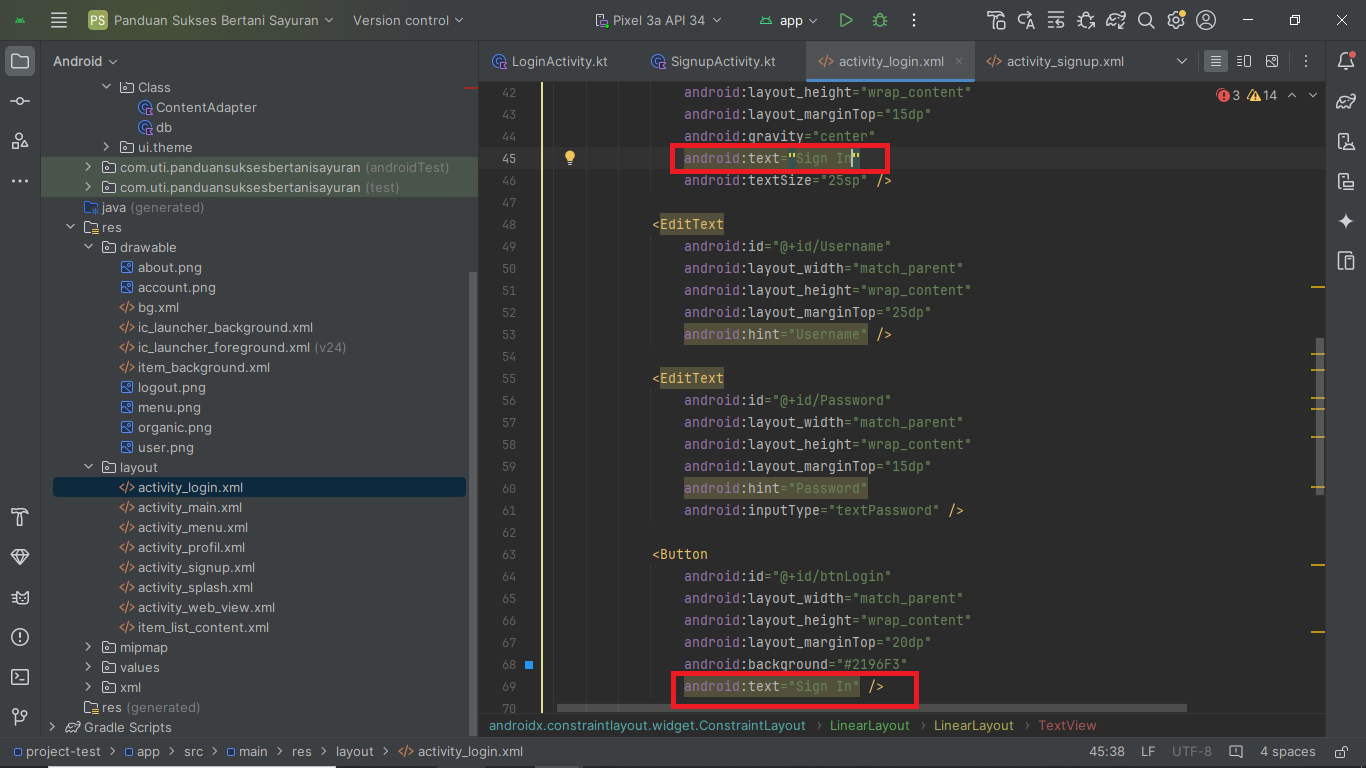 PS Panduan Sukses Bertani Sayuran Version control Pixel 3a API 34 app
Android
Class
ContentAdapter
db
ui.theme
com.uti.panduansuksesbertanisayuran (androidTest)
com.uti.panduansuksesbertanisayuran (test)
java (generated)
res
drawable
about.png
account.png
bg.xml
ic_launcher_background.xml
ic_launcher_foreground.xml (v24)
item_background.xml
logout.png
menu.png
organic.png
user.png
layout
activity_login.xml
activity_main.xml
activity_menu.xml
activity_profil.xml
activity_signup.xml
activity_splash.xml
activity_web_view.xml
item_list_content.xml
mipmap
values
xml
res (generated)
Gradle Scripts
LoginActivity.kt SignupActivity.kt activity_login.xml activity_signup.xml
3 14
42 android:layout_height="wrap_content"
43 android:layout_marginTop="15dp"
44 android:gravity="center"
45 android:text="Sign In"
46 android:textSize="25sp" />
47
48 <EditText
49 android:id="@+id/Username"
50 android:layout_width="match_parent"
51 android:layout_height="wrap_content"
52 android:layout_marginTop="25dp"
53 android:hint="Username" />
54
55 <EditText
56 android:id="@+id/Password"
57 android:layout_width="match_parent"
58 android:layout_height="wrap_content"
59 android:layout_marginTop="15dp"
60 android:hint="Password"
61 android:inputType="textPassword" />
62
63 <Button
64 android:id="@+id/btnLogin"
65 android:layout_width="match_parent"
66 android:layout_height="wrap_content"
67 android:layout_marginTop="20dp"
68 android:background="#2196F3"
69 android:text="Sign In" />
70
androidx.constraintlayout.widget.ConstraintLayout > LinearLayout > LinearLayout > TextView
project-test > app > src > main > res > layout > activity_login.xml 45:38 LF UTF-8 4 spaces